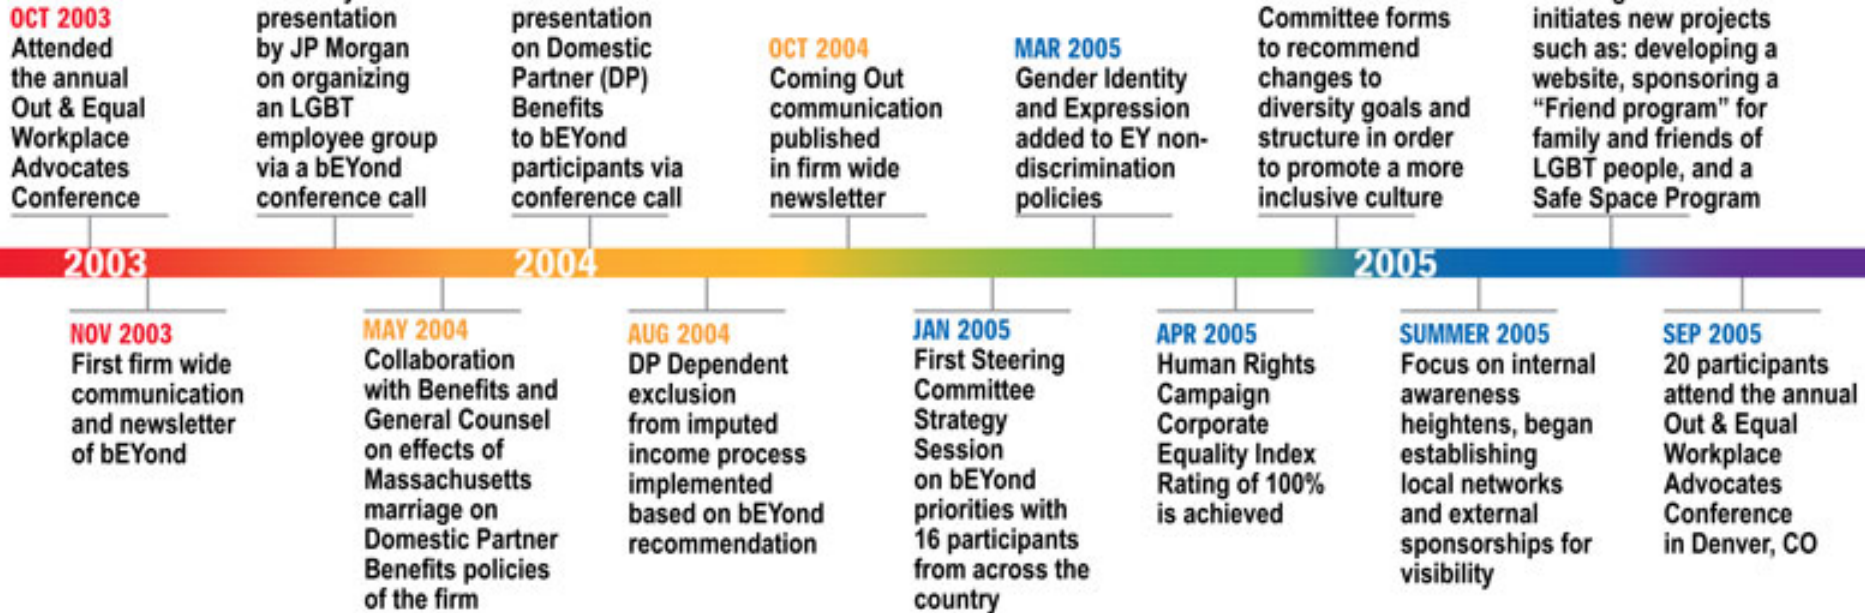 OCT 2003
Attended
the annual
Out & Equal
Workplace
Advocates
Conference
presentation
by JP Morgan
on organizing
an LGBT
employee group
via a bEYond
conference call
presentation
on Domestic
Partner (DP)
Benefits
to bEYond
participants via
conference call
OCT 2004
Coming Out
communication
published
in firm wide
newsletter
MAR 2005
Gender Identity
and Expression
added to EY non-
discrimination
policies
Committee forms
to recommend
changes to
diversity goals and
structure in order
to promote a more
inclusive culture
initiates new projects
such as: developing a
website, sponsoring a
“Friend program” for
family and friends of
LGBT people, and a
Safe Space Program
2003
2004
2005
NOV 2003
First firm wide
communication
and newsletter
of bEYond
MAY 2004
Collaboration
with Benefits and
General Counsel
on effects of
Massachusetts
marriage on
Domestic Partner
Benefits policies
of the firm
AUG 2004
DP Dependent
exclusion
from imputed
income process
implemented
based on bEYond
recommendation
JAN 2005
First Steering
Committee
Strategy
Session
on bEYond
priorities with
16 participants
from across the
country
APR 2005
Human Rights
Campaign
Corporate
Equality Index
Rating of 100%
is achieved
SUMMER 2005
Focus on internal
awareness
heightens, began
establishing
local networks
and external
sponsorships for
visibility
SEP 2005
20 participants
attend the annual
Out & Equal
Workplace
Advocates
Conference
in Denver, CO